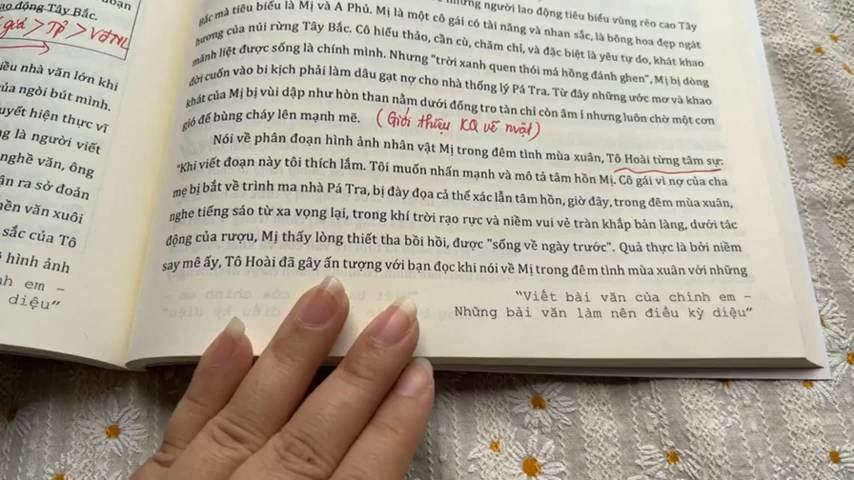 ao động Tây Bắc.
giả > TP > Vđ NL
iều nhà văn lớn khi
của ngòi bút mình.
uyết hiện thực vĩ
g là người viết
nghề văn, ông
ận ra sở đoản
nền văn xuôi
sắc của Tô
hình ảnh
h em –
diệu”
những người lao động tiêu biểu vùng rẻo cao Tây
Bắc mà tiêu biểu là Mị và A Phủ. Mị là một cô gái có tài năng và nhan sắc, là bông hoa đẹp ngát
hương của núi rừng Tây Bắc. Cô hiếu thảo, cần cù, chăm chỉ, và đặc biệt là yêu tự do, khát khao
mãnh liệt được sống là chính mình. Nhưng “trời xanh quen thói má hồng đánh ghen”, Mị bị dòng
đời cuốn vào bi kịch phải làm dâu gạt nợ cho nhà thống lý Pá Tra. Từ đây những ước mơ và khao
khát của Mị bị vùi dập như hòn than nằm dưới đống tro tàn chỉ còn âm ỉ nhưng luôn chờ một cơn
gió để bùng cháy lên mạnh mẽ. (Giới thiệu KQ về nvật)
Nói về phân đoạn hình ảnh nhân vật Mị trong đêm tình mùa xuân, Tô Hoài từng tâm sự:
“Khi viết đoạn này tôi thích lắm. Tôi muốn nhấn mạnh và mô tả tâm hồn Mị. Cô gái vì nợ của cha
mẹ bị bắt về trình ma nhà Pá Tra, bị đày đọa cả thể xác lẫn tâm hồn, giờ đây, trong đêm mùa xuân,
nghe tiếng sáo từ xa vọng lại, trong khí trời rạo rực và niềm vui vẻ tràn khắp bản làng, dưới tác
động của rượu, Mị thấy lòng thiết tha bồi hồi, được "sống về ngày trước". Quả thực là bởi niềm
say mê ấy, Tô Hoài đã gây ấn tượng với bạn đọc khi nói về Mị trong đêm tình mùa xuân với những
“Viết bài văn của chính em –
Những bài văn làm nên điều kỳ diệu”